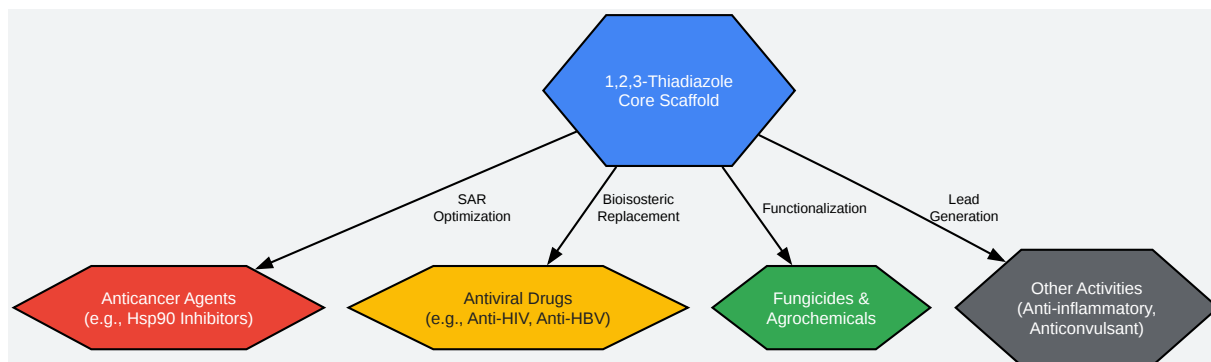 1,2,3-Thiadiazole
Core Scaffold
SAR
Optimization
Bioisosteric
Replacement
Functionalization
Lead
Generation
Anticancer Agents
(e.g., Hsp90 Inhibitors)
Antiviral Drugs
(e.g., Anti-HIV, Anti-HBV)
Fungicides &
Agrochemicals
Other Activities
(Anti-inflammatory,
Anticonvulsant)